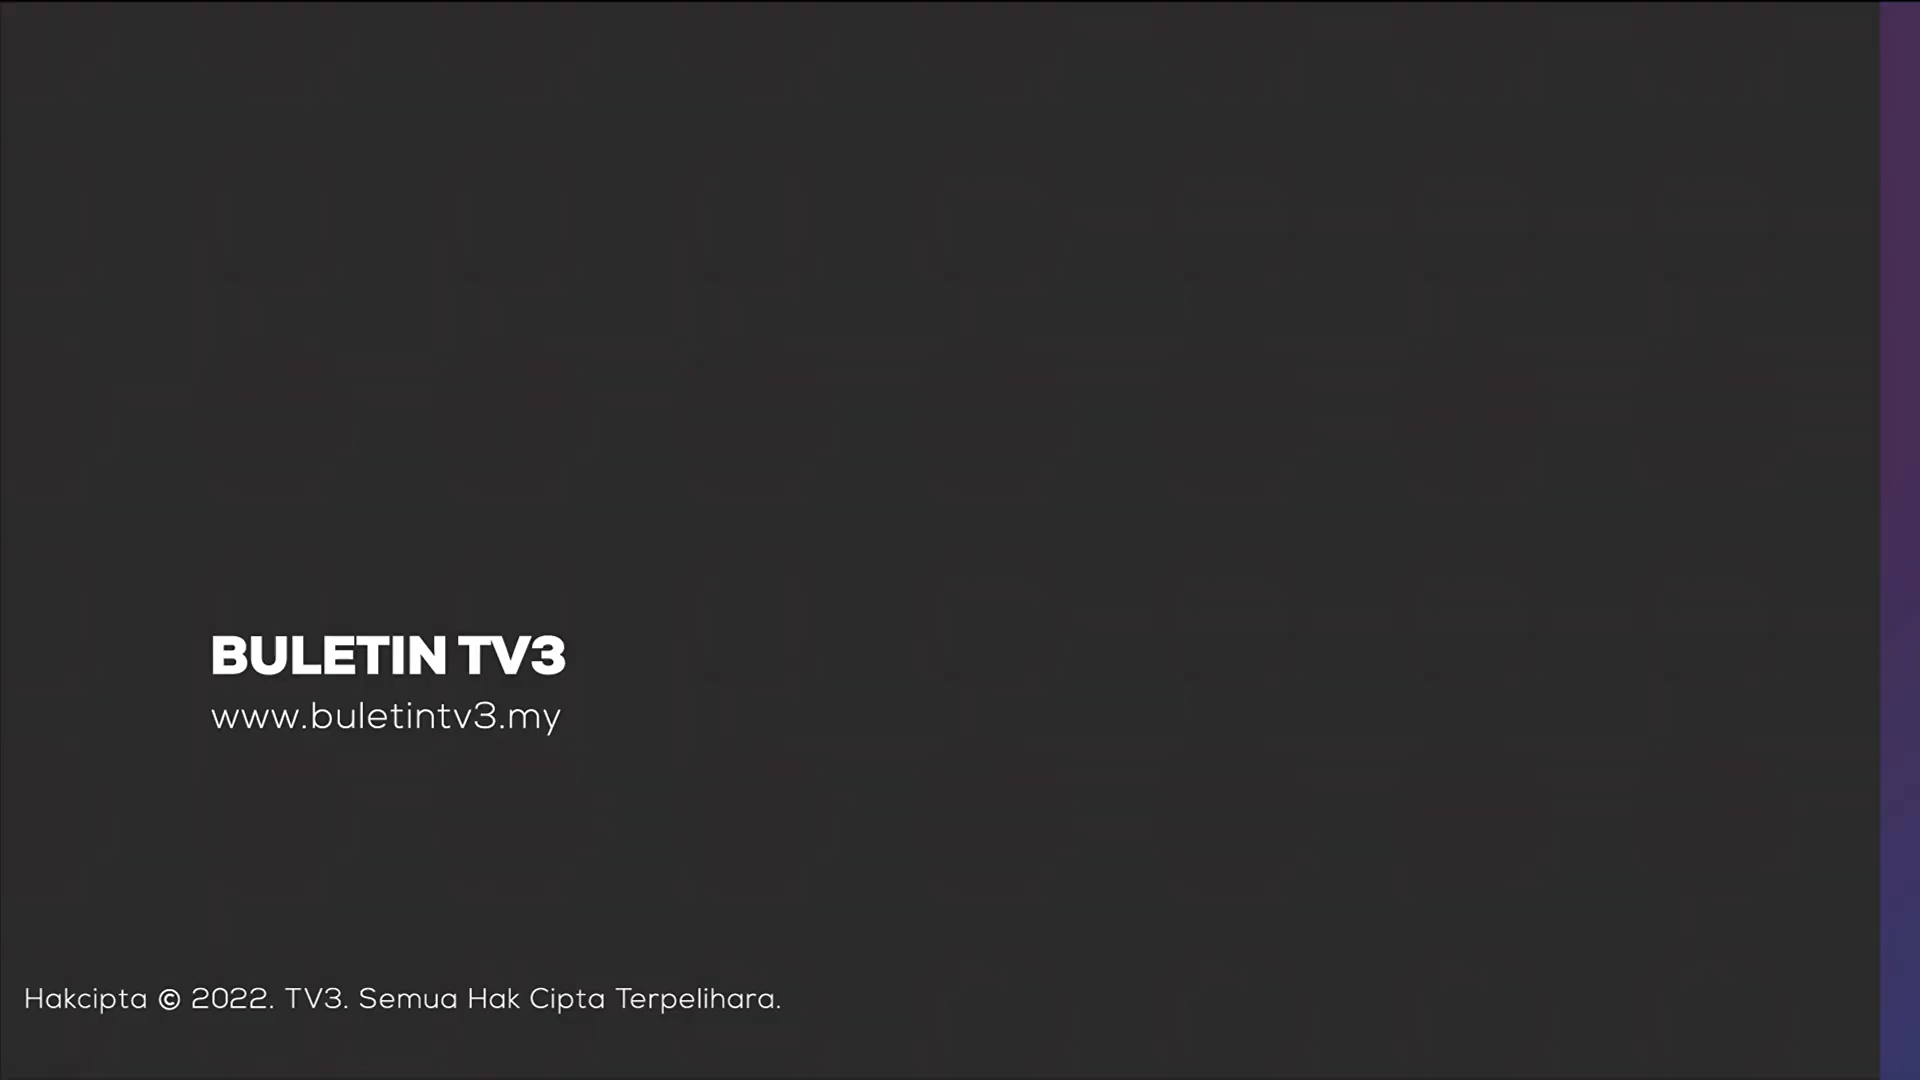 BULETIN TV3
www.buletintv3.my
Hakcipta © 2022. TV3. Semua Hak Cipta Terpelihara.